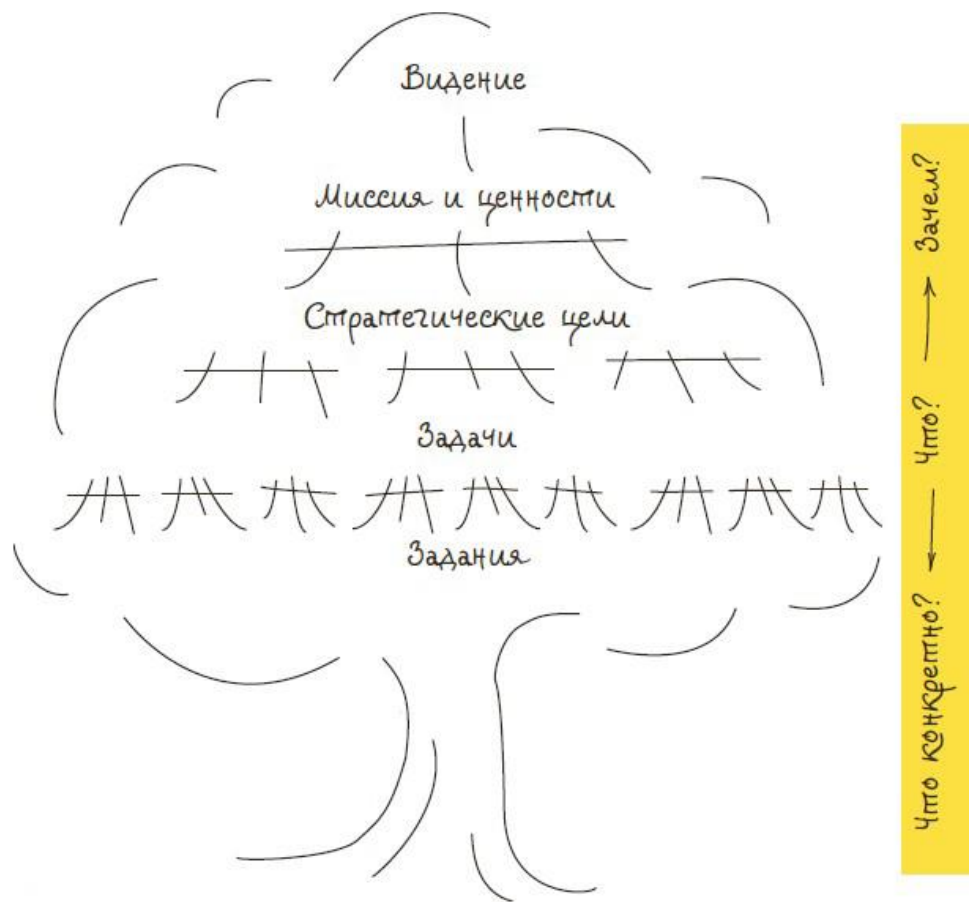 Видение
Миссия и ценности
Стратегические цели
Задачи
Задания
Зачем?
Что?
Что конкретно?